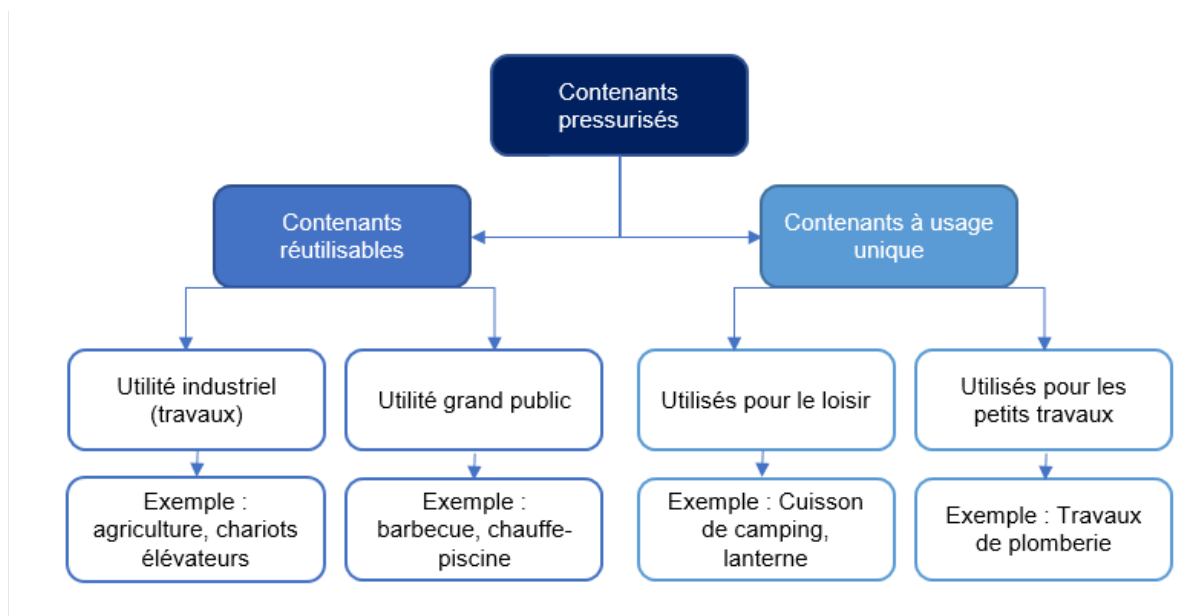 Contenants
pressurisés
Contenants
réutilisables
Contenants à usage
unique
Utilité industriel
(travaux)
Utilité grand public
Utilisés pour le loisir
Utilisés pour les
petits travaux
Exemple :
agriculture, chariots
élévateurs
Exemple :
barbecue, chauffe-
piscine
Exemple : Cuisson
de camping,
lanterne
Exemple : Travaux
de plomberie